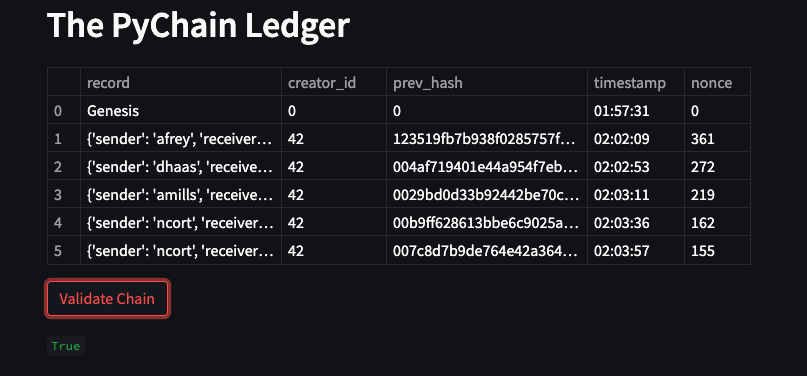 The PyChain Ledger
record creator_id prev_hash timestamp nonce
0 Genesis 0 0 01:57:31 0
1 {'sender': 'afrey', 'receiver… 42 123519fb7b938f0285757f… 02:02:09 361
2 {'sender': 'dhaas', 'receive… 42 004af719401e44a954f7eb… 02:02:53 272
3 {'sender': 'amills', 'receive… 42 0029bd0d33b92442be70c… 02:03:11 219
4 {'sender': 'ncort', 'receiver… 42 00b9ff628613bbe6c9025a… 02:03:36 162
5 {'sender': 'ncort', 'receiver… 42 007c8d7b9de764e42a364… 02:03:57 155
Validate Chain
True